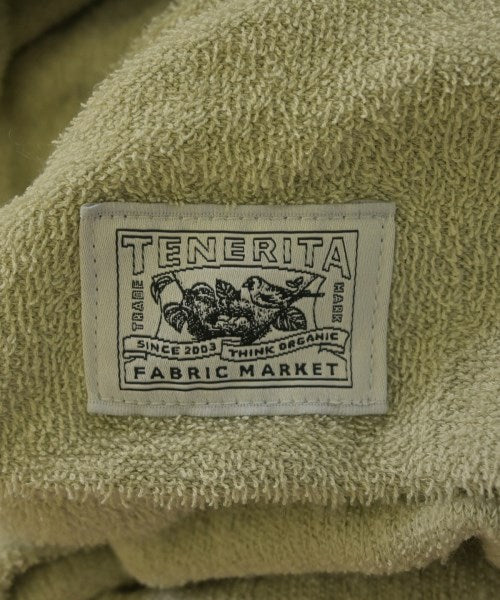 TENERITA
TRADE MARK
SINCE 2003 THINK ORGANIC
FABRIC MARKET